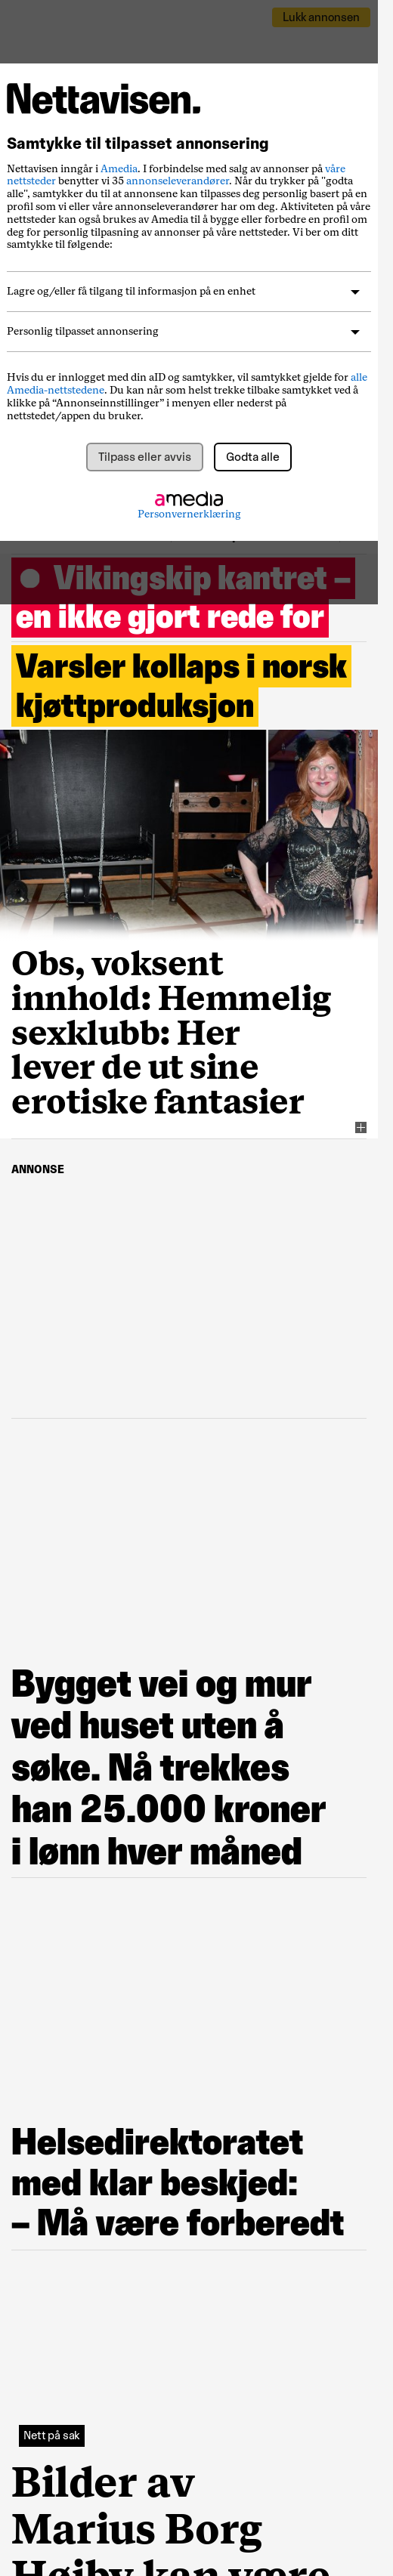 Lukk annonsen
Nettavisen.
Samtykke til tilpasset annonsering
Nettavisen inngår i Amedia. I forbindelse med salg av annonser på våre
nettsteder benytter vi 35 annonseleverandører. Når du trykker på "godta
alle", samtykker du til at annonsene kan tilpasses deg personlig basert på en
profil som vi eller våre annonseleverandører har om deg. Aktiviteten på våre
nettsteder kan også brukes av Amedia til å bygge eller forbedre en profil om
deg for personlig tilpasning av annonser på våre nettsteder. Vi ber om ditt
samtykke til følgende:
Lagre og/eller få tilgang til informasjon på en enhet
Personlig tilpasset annonsering
Hvis du er innlogget med din aID og samtykker, vil samtykket gjelde for alle
Amedia-nettstedene. Du kan når som helst trekke tilbake samtykket ved å
klikke på “Annonseinnstillinger” i menyen eller nederst på
nettstedet/appen du bruker.
Tilpass eller avvis
Godta alle
amedia
Personvernerklæring
Vikingskip kantret –
en ikke gjort rede for
Varsler kollaps i norsk
kjøttproduksjon
Obs, voksent
innhold: Hemmelig
sexklubb: Her
lever de ut sine
erotiske fantasier
ANNONSE
Bygget vei og mur
ved huset uten å
søke. Nå trekkes
han 25.000 kroner
i lønn hver måned
Helsedirektoratet
med klar beskjed:
– Må være forberedt
Nett på sak
Bilder av
Marius Borg
Høiby kan være